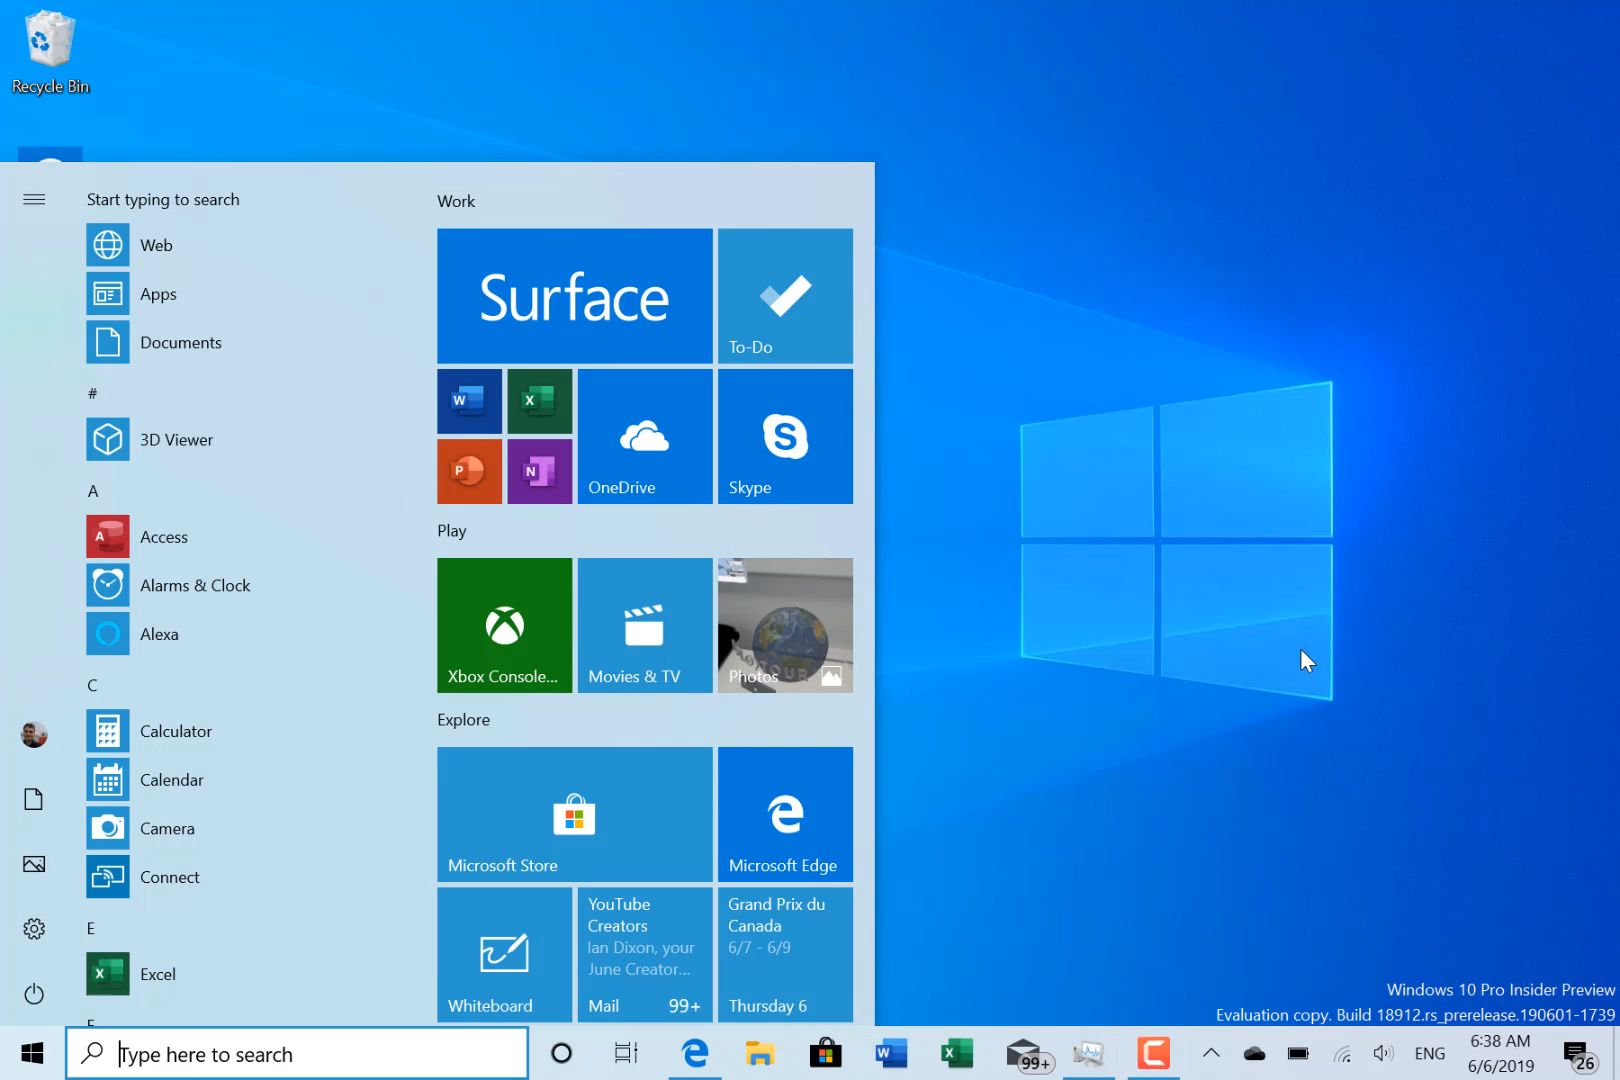 Recycle Bin
Start typing to search
Web
Apps
Documents
#
3D Viewer
A
Access
Alarms & Clock
Alexa
C
Calculator
Calendar
Camera
Connect
E
Excel
Work
Surface
To-Do
W
X
P
N
OneDrive
S
Skype
Play
Xbox Console...
Movies & TV
Photos
Explore
Microsoft Store
Microsoft Edge
Whiteboard
YouTube
Creators
Ian Dixon, your
June Creator...
Mail 99+
Grand Prix du
Canada
6/7 - 6/9
Thursday 6
Windows 10 Pro Insider Preview
Evaluation copy. Build 18912.rs_prerelease.190601-1739
Type here to search
99+
ENG
6:38 AM
6/6/2019
26